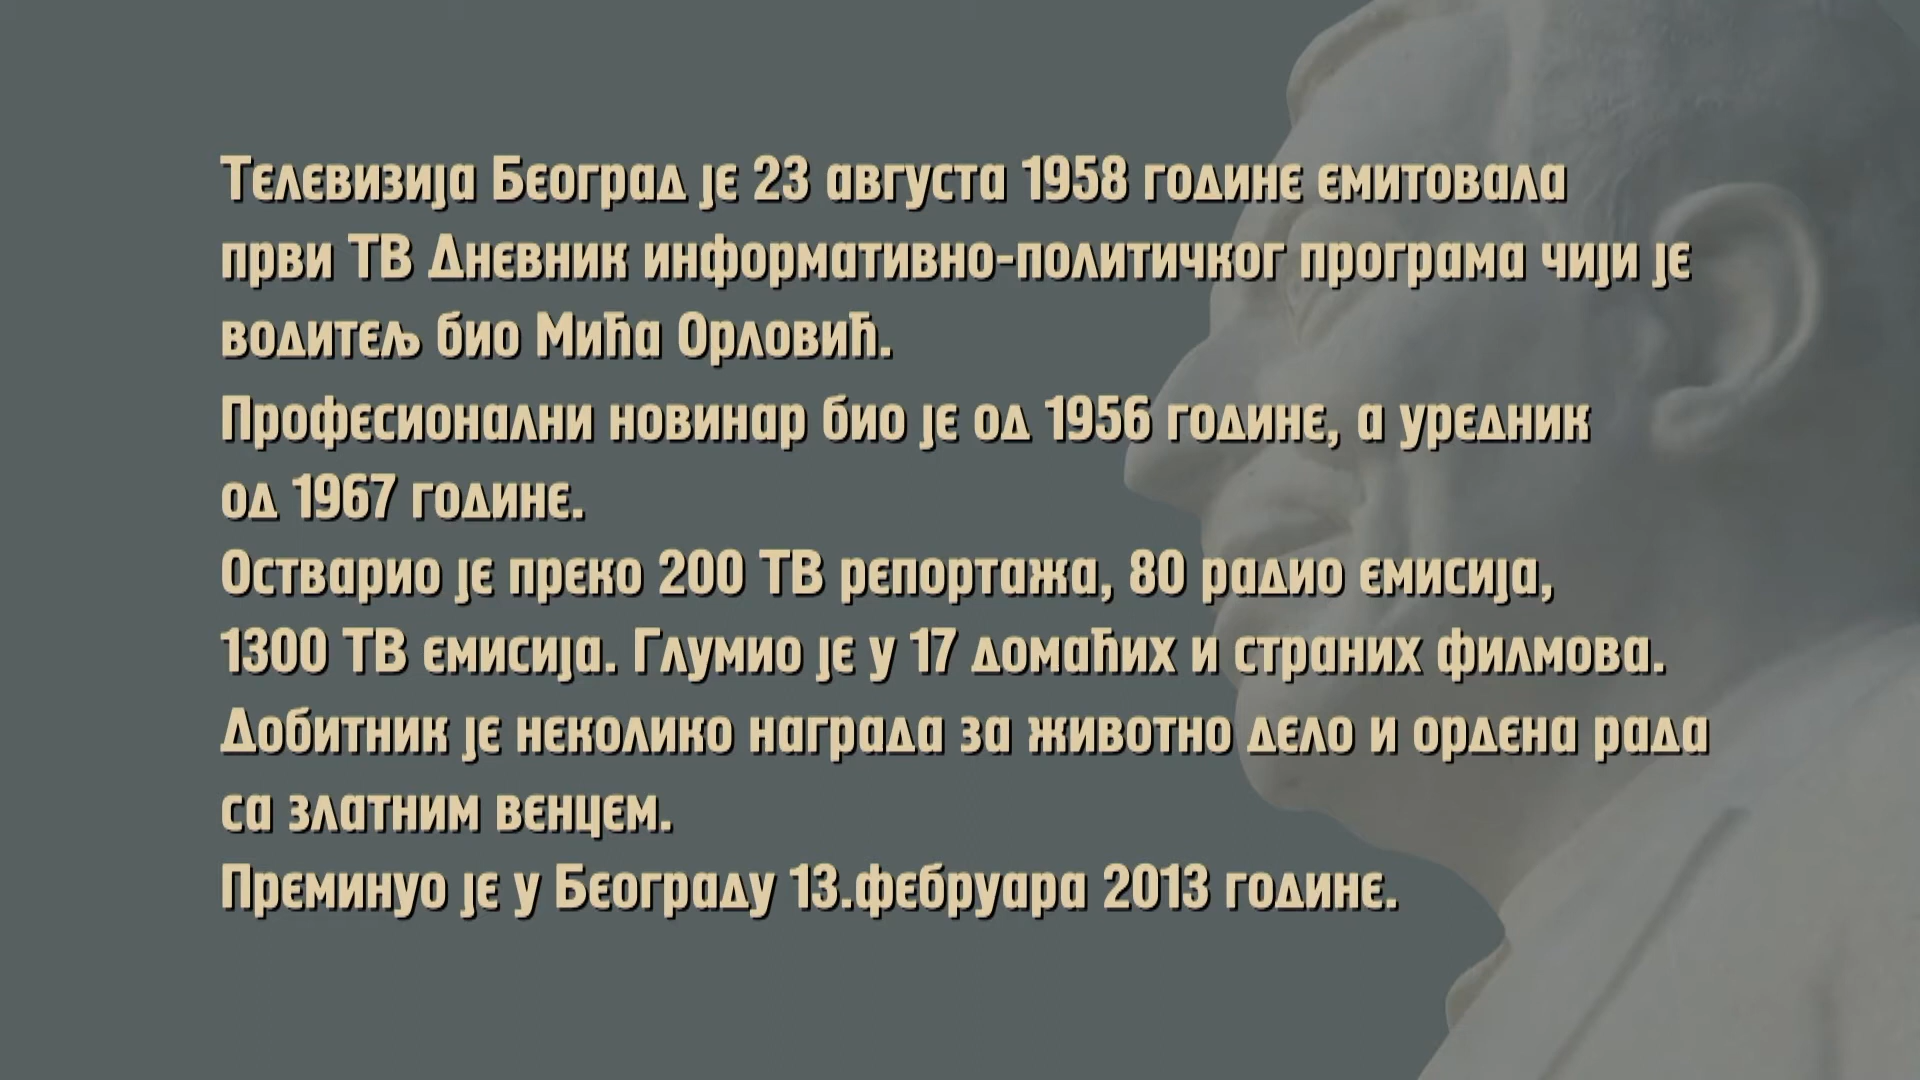 Телевизија Београд је 23 августа 1958 године емитовала
први ТВ Дневник информативно-политичког програма чији је
водитељ био Мића Орловић.
Професионални новинар био је од 1956 године, а уредник
од 1967 године.
Остварио је преко 200 ТВ репортажа, 80 радио емисија,
1300 ТВ емисија. Глумио је у 17 домаћих и страних филмова.
Добитник је неколико награда за животно дело и ордена рада
са златним венцем.
Преминуо је у Београду 13.фебруара 2013 године.